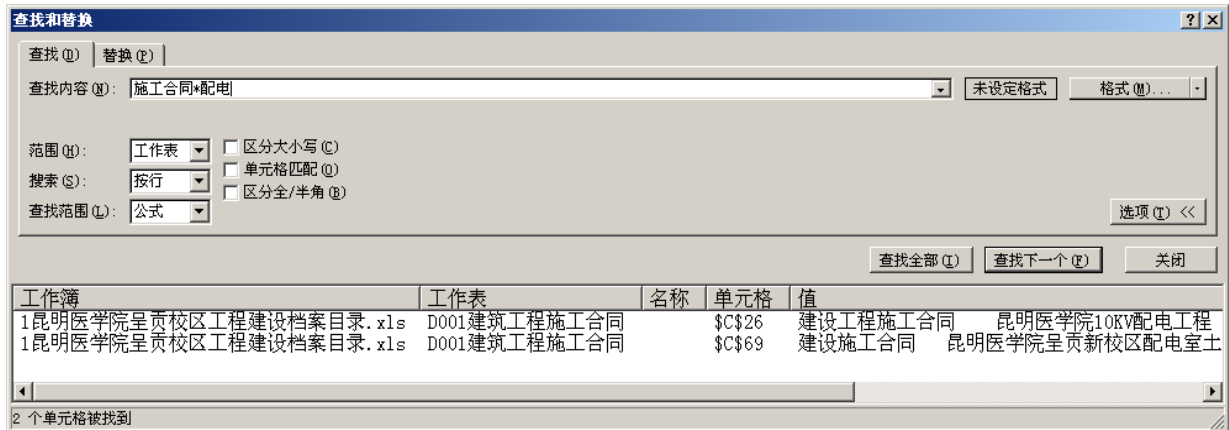 查找和替换
查找(D) 替换(P)
查找内容(N): 施工合同*配电 未设定格式 格式(M)...
范围(H): 工作表 区分大小写(C)
单元格匹配(O)
搜索(S): 按行
区分全/半角(B)
查找范围(L): 公式 选项(T) <<
查找全部(I) 查找下一个(F) 关闭
工作簿 工作表 名称 单元格 值
1昆明医学院呈贡校区工程建设档案目录.xls D001建筑工程施工合同 $C$26 建设工程施工合同 昆明医学院10KV配电工程
1昆明医学院呈贡校区工程建设档案目录.xls D001建筑工程施工合同 $C$69 建设施工合同 昆明医学院呈贡新校区配电室土
2 个单元格被找到